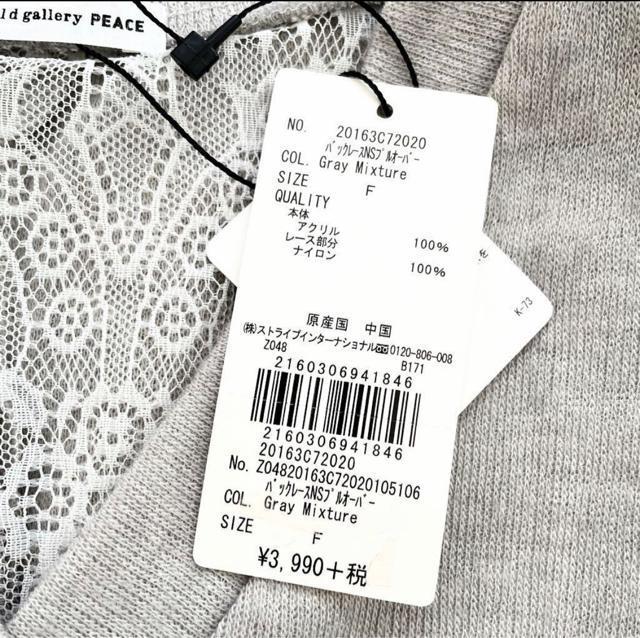 ld gallery PEACE
NO. 20163C72020
ﾊﾞｯｸﾚｰｽNSﾌﾟﾙｵｰﾊﾞｰ
COL. Gray Mixture
SIZE F
QUALITY
本体
アクリル 100%
レース部分
ナイロン 100%
原産国 中国
(株)ストライプインターナショナル 0120-806-008
Z048 B171
2160306941846
2160306941846
20163C72020
No. Z04820163C72020105106
ﾊﾞｯｸﾚｰｽNSﾌﾟﾙｵｰﾊﾞｰ
COL. Gray Mixture
SIZE F
¥3,990+税
を
K-73